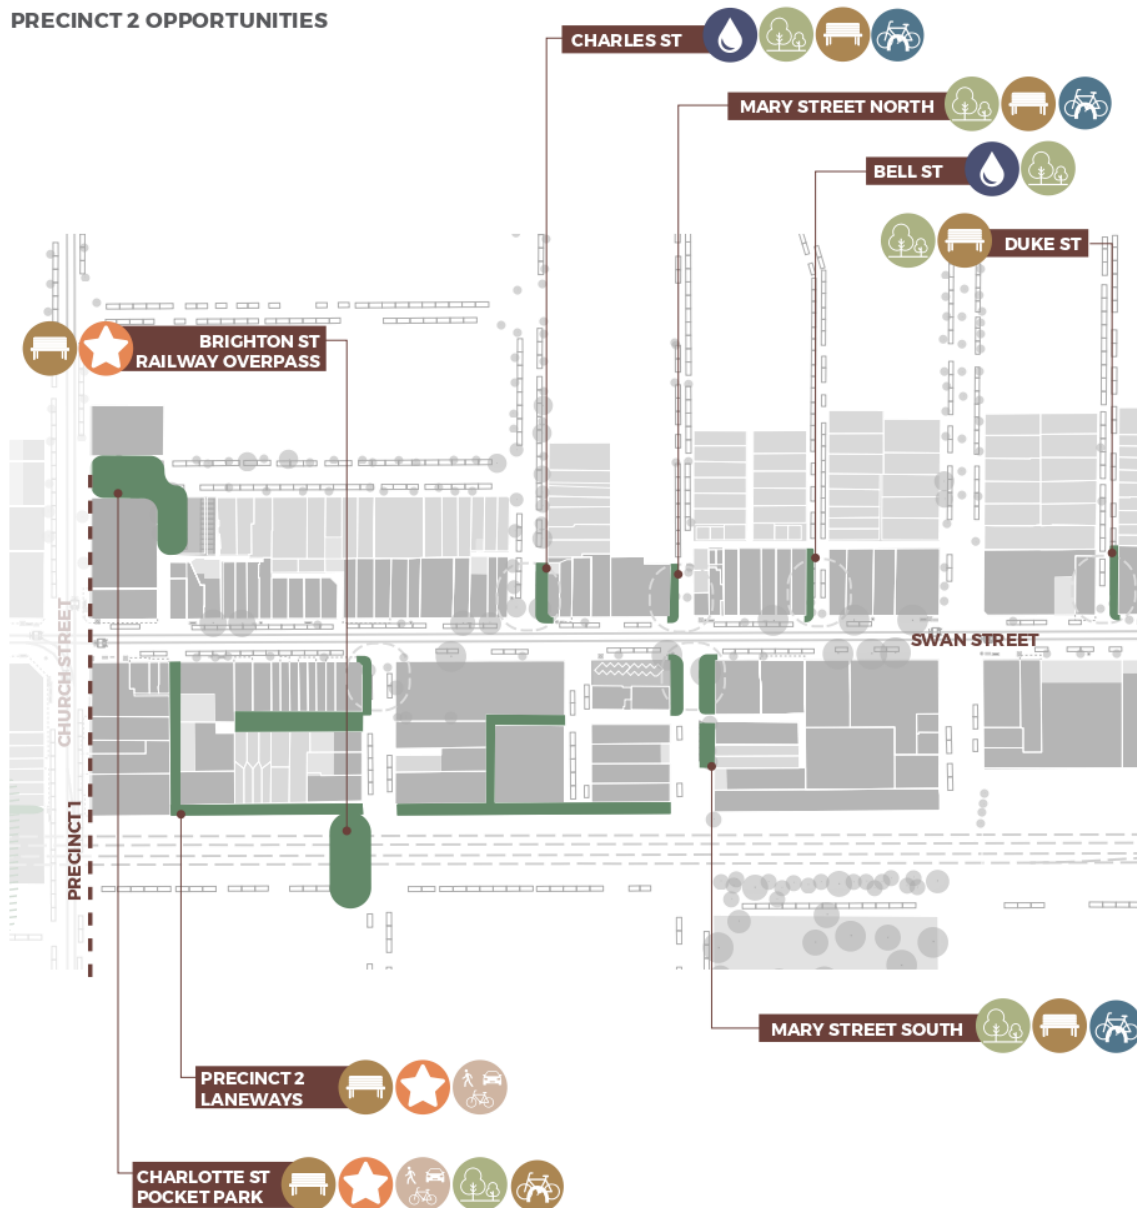 PRECINCT 2 OPPORTUNITIES
CHARLES ST
MARY STREET NORTH
BELL ST
DUKE ST
BRIGHTON ST
RAILWAY OVERPASS
SWAN STREET
CHURCH STREET
PRECINCT 1
MARY STREET SOUTH
PRECINCT 2
LANEWAYS
CHARLOTTE ST
POCKET PARK